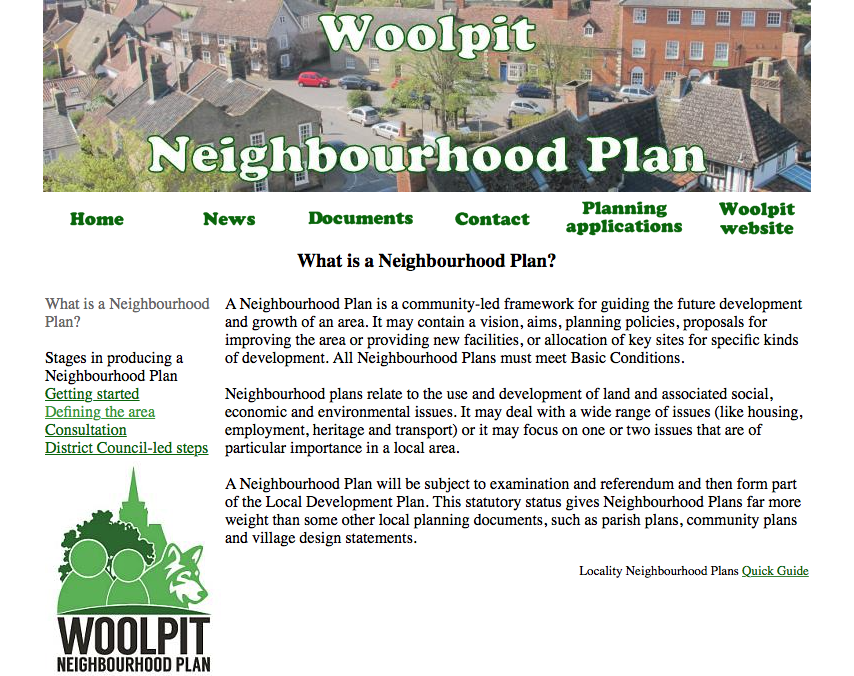 Woolpit
Neighbourhood Plan
Home
News
Documents
Contact
Planning
applications
Woolpit
website
What is a Neighbourhood Plan?
What is a Neighbourhood
Plan?
Stages in producing a
Neighbourhood Plan
Getting started
Defining the area
Consultation
District Council-led steps
WOOLPIT
NEIGHBOURHOOD PLAN
A Neighbourhood Plan is a community-led framework for guiding the future development
and growth of an area. It may contain a vision, aims, planning policies, proposals for
improving the area or providing new facilities, or allocation of key sites for specific kinds
of development. All Neighbourhood Plans must meet Basic Conditions.
Neighbourhood plans relate to the use and development of land and associated social,
economic and environmental issues. It may deal with a wide range of issues (like housing,
employment, heritage and transport) or it may focus on one or two issues that are of
particular importance in a local area.
A Neighbourhood Plan will be subject to examination and referendum and then form part
of the Local Development Plan. This statutory status gives Neighbourhood Plans far more
weight than some other local planning documents, such as parish plans, community plans
and village design statements.
Locality Neighbourhood Plans Quick Guide